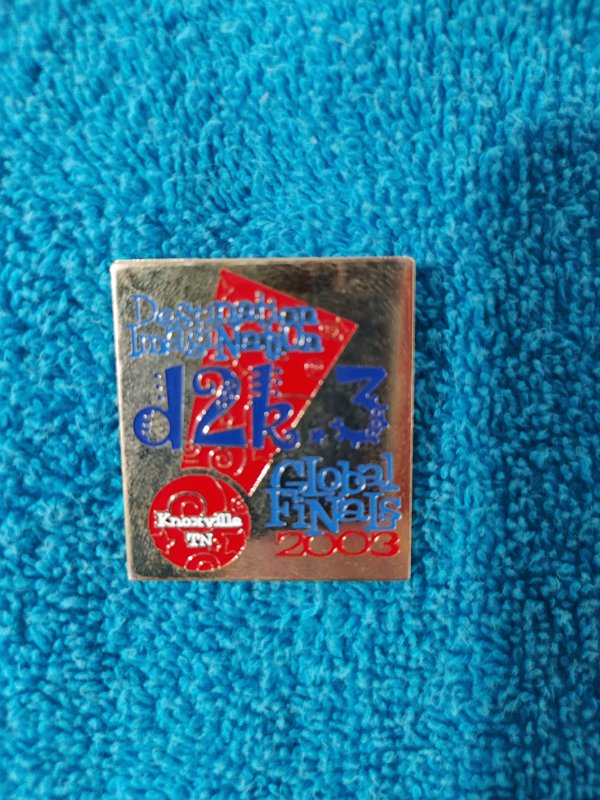 Destination
ImagiNation
d2k.3
Global
Finals
2003
Knoxville
TN